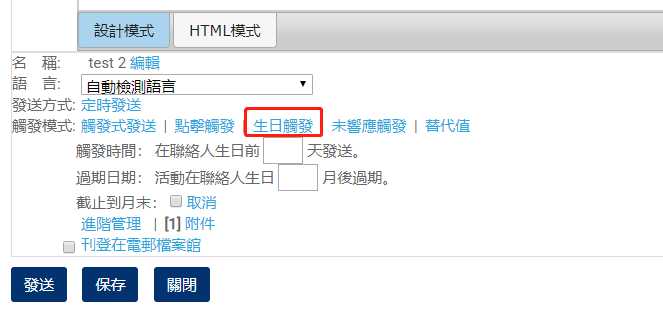 設計模式 HTML模式
名 稱: test 2 編輯
語 言: 自動檢測語言
發送方式: 定時發送
觸發模式: 觸發式發送 | 點擊觸發 | 生日觸發 未響應觸發 | 替代值
觸發時間: 在聯絡人生日前 天發送。
過期日期: 活動在聯絡人生日 月後過期。
截止到月末: 取消
進階管理 | [1] 附件
刊登在電郵檔案館
發送 保存 關閉